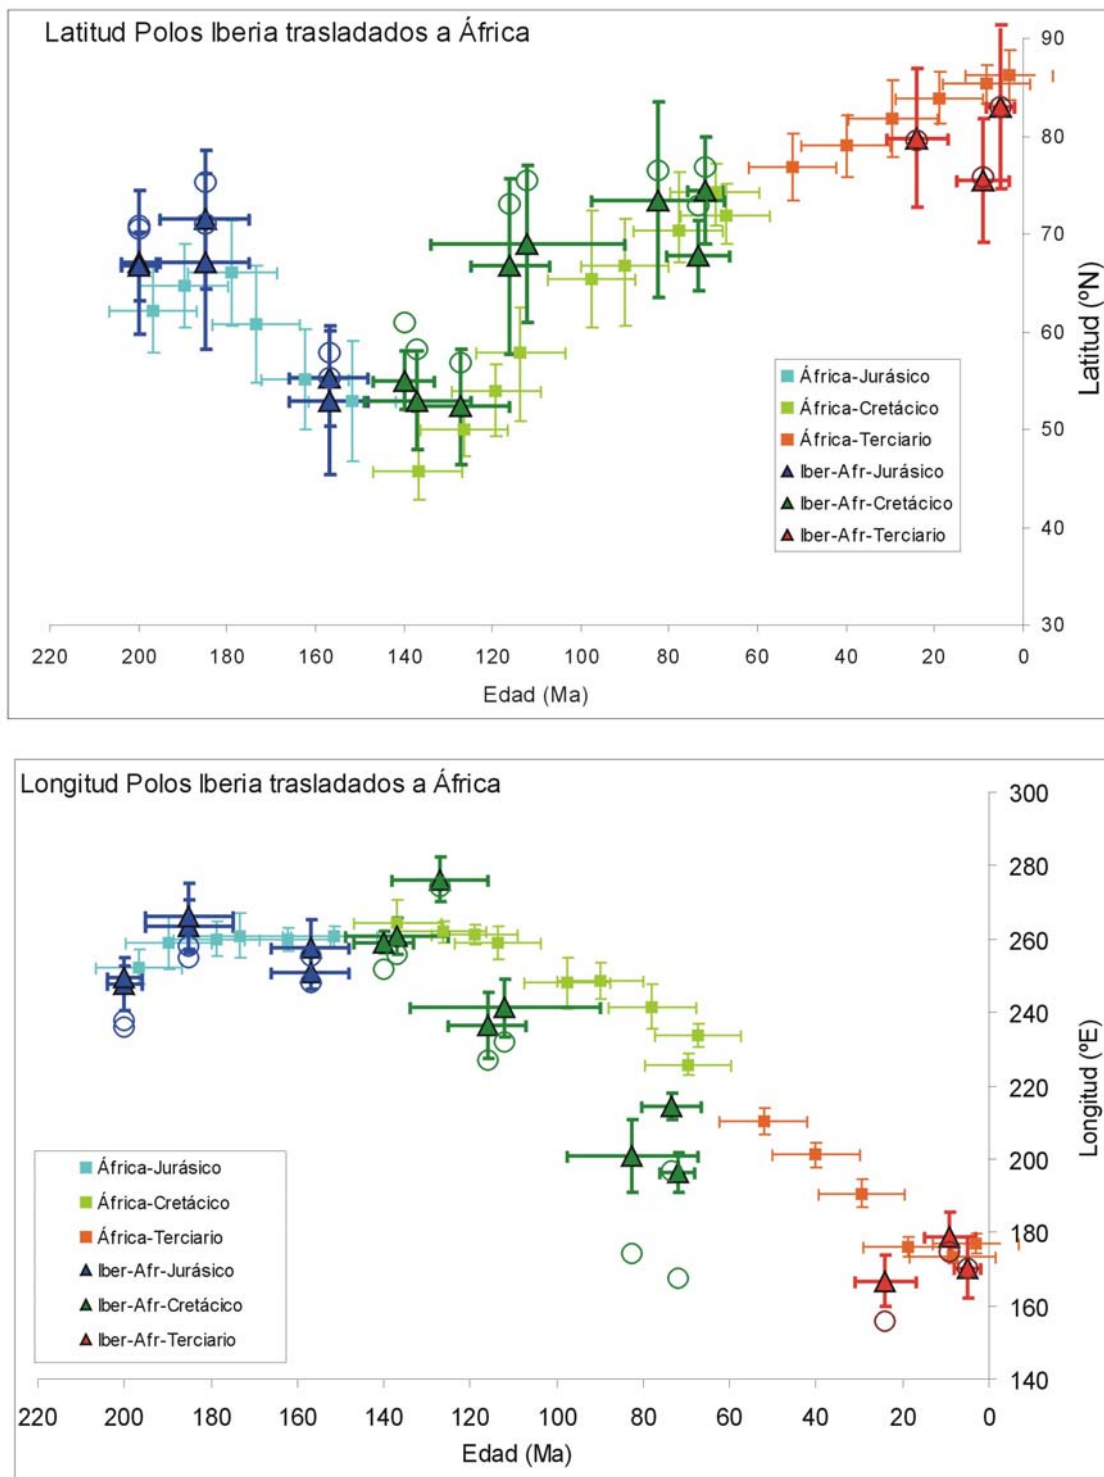 Latitud Polos Iberia trasladados a África
90
80
70
60
50
40
30
Latitud (ºN)
África-Jurásico
África-Cretácico
África-Terciario
Iber-Afr-Jurásico
Iber-Afr-Cretácico
Iber-Afr-Terciario
220 200 180 160 140 120 100 80 60 40 20 0
Edad (Ma)
Longitud Polos Iberia trasladados a África
300
280
260
240
220
200
180
160
140
Longitud (ºE)
África-Jurásico
África-Cretácico
África-Terciario
Iber-Afr-Jurásico
Iber-Afr-Cretácico
Iber-Afr-Terciario
220 200 180 160 140 120 100 80 60 40 20 0
Edad (Ma)